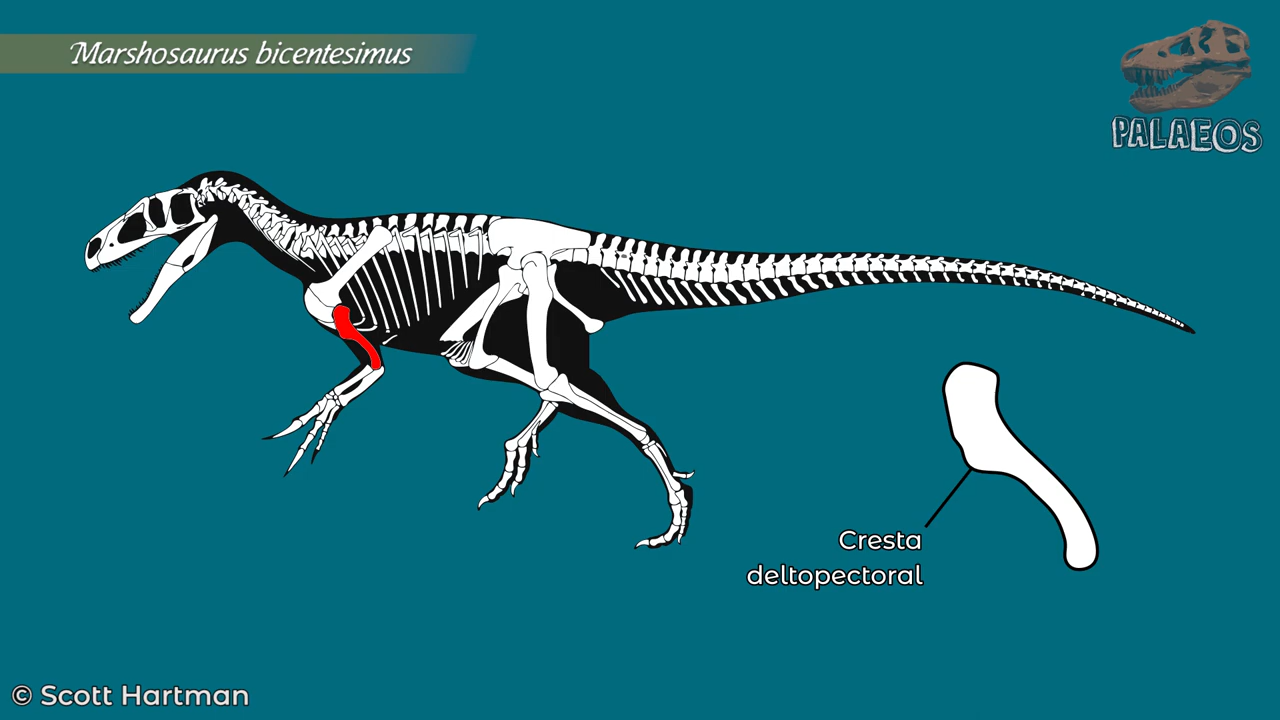 Marshosaurus bicentesimus
PALAEOS
Cresta
deltopectoral
© Scott Hartman